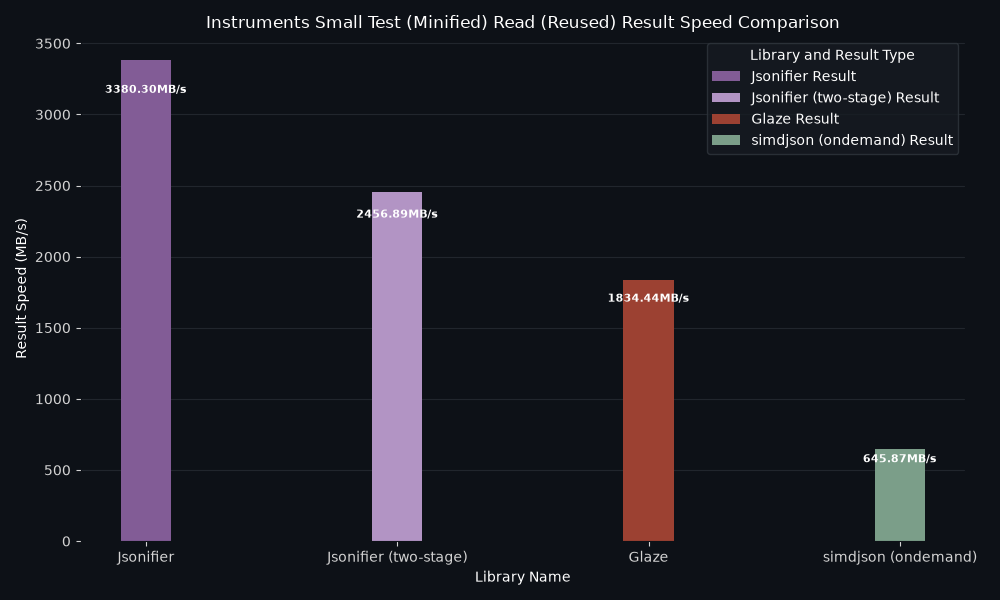 Instruments Small Test (Minified) Read (Reused) Result Speed Comparison
Library and Result Type
Jsonifier Result
Jsonifier (two-stage) Result
Glaze Result
simdjson (ondemand) Result
Result Speed (MB/s)
3500
3000
2500
2000
1500
1000
500
0
3380.30MB/s
2456.89MB/s
1834.44MB/s
645.87MB/s
Jsonifier
Jsonifier (two-stage)
Glaze
simdjson (ondemand)
Library Name